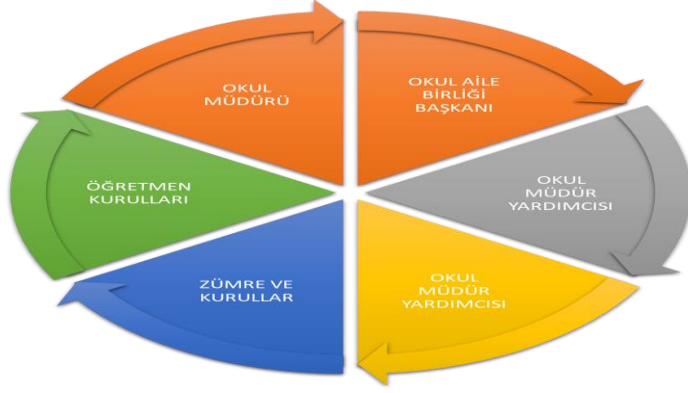 OKUL
MÜDÜRÜ
OKUL AİLE
BİRLİĞİ
BAŞKANI
OKUL
MÜDÜR
YARDIMCISI
OKUL
MÜDÜR
YARDIMCISI
ZÜMRE VE
KURULLAR
ÖĞRETMEN
KURULLARI